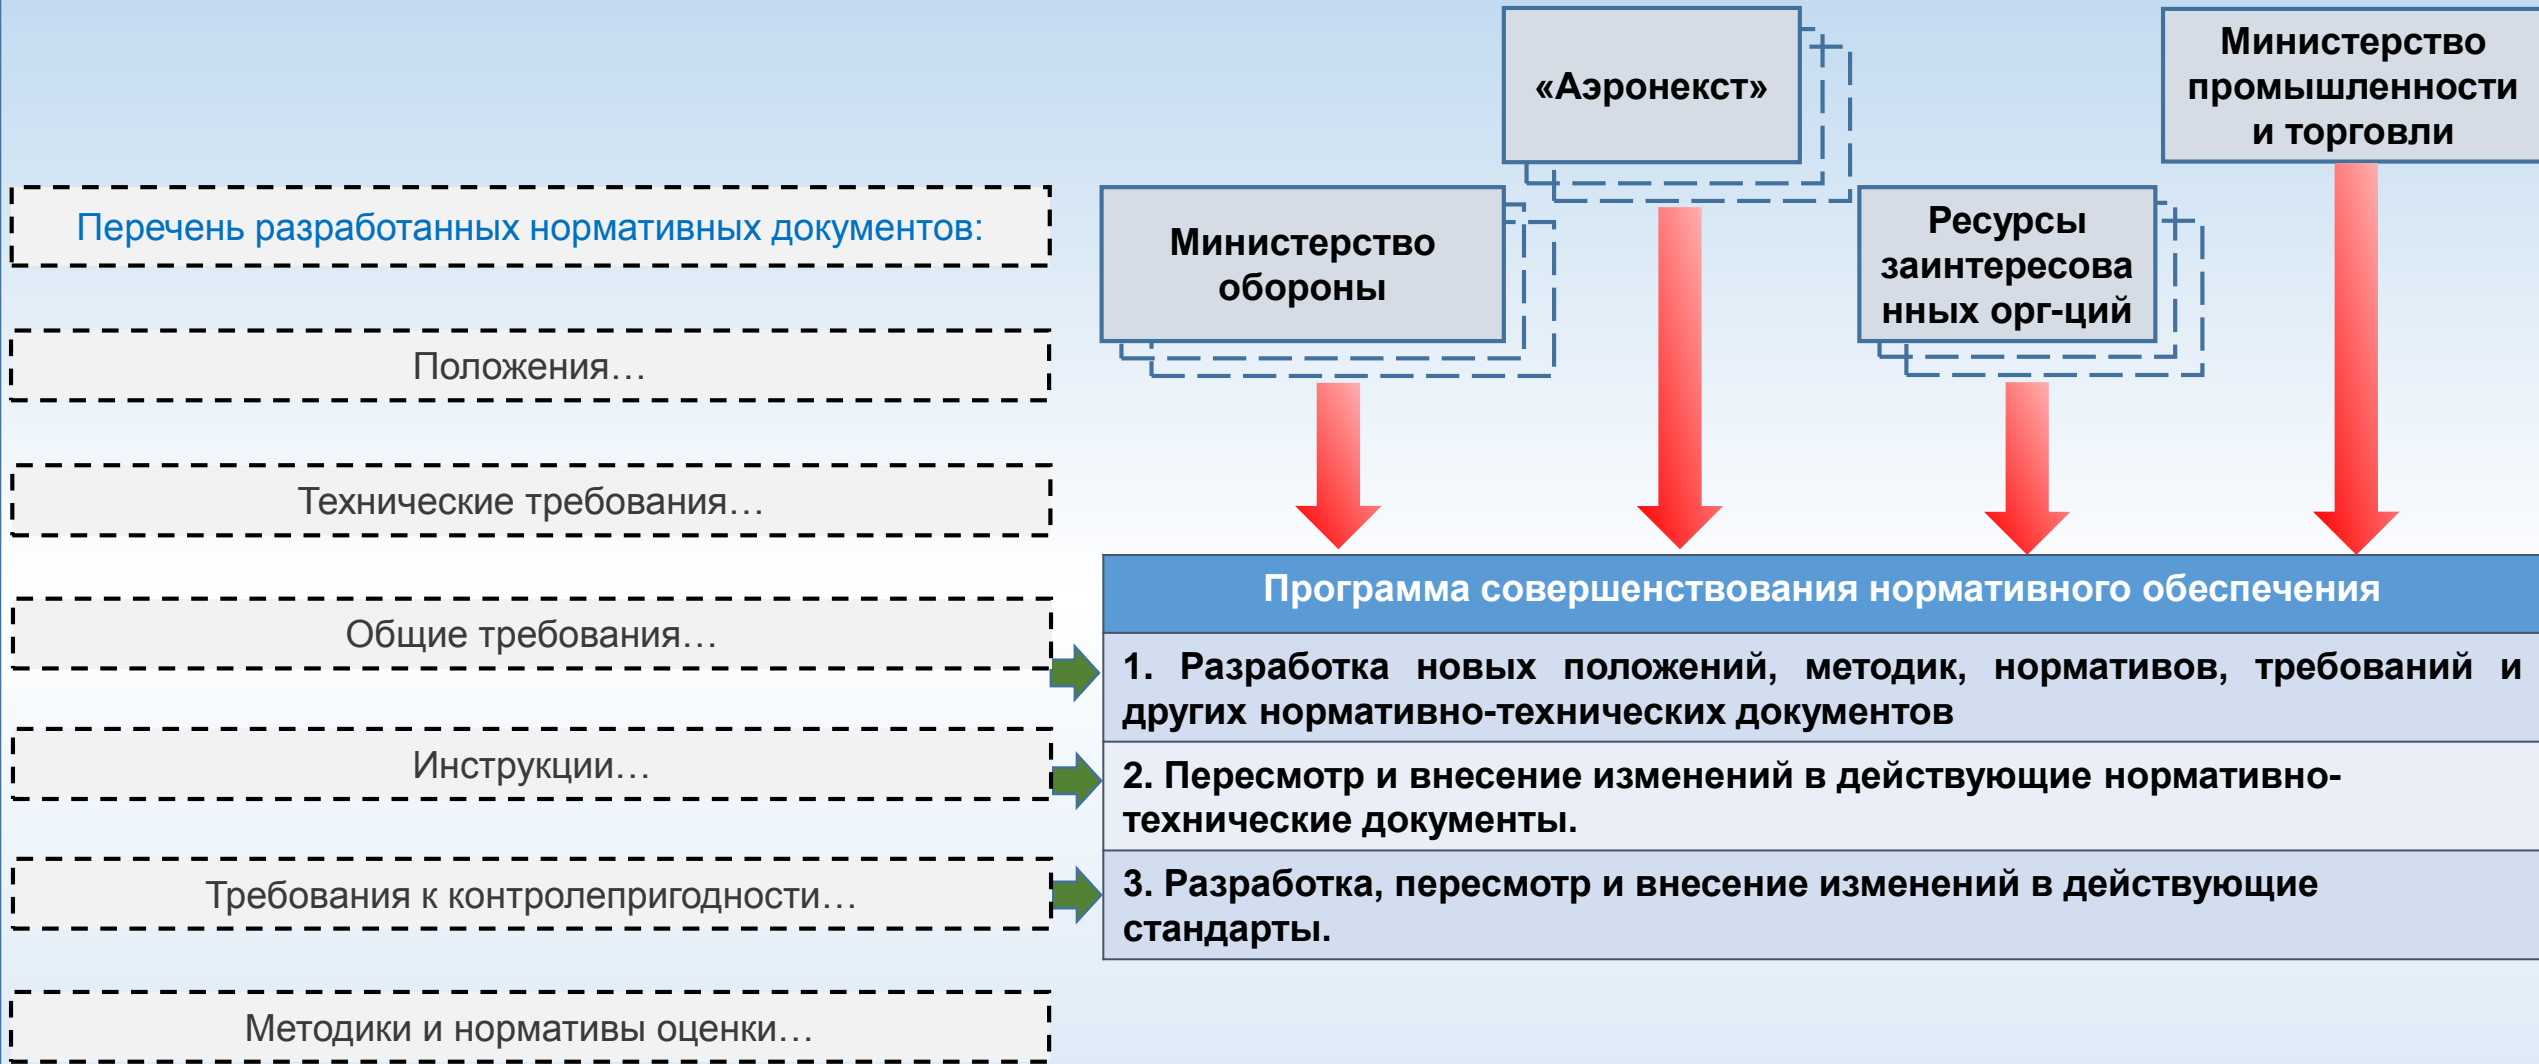 «Аэронекст»
Министерство
промышленности
и торговли
Перечень разработанных нормативных документов:
Министерство
обороны
Ресурсы
заинтересова
нных орг-ций
Положения…
Технические требования…
Общие требования…
Инструкции…
Требования к контролепригодности…
Методики и нормативы оценки…
Программа совершенствования нормативного обеспечения
1. Разработка новых положений, методик, нормативов, требований и
других нормативно-технических документов
2. Пересмотр и внесение изменений в действующие нормативно-
технические документы.
3. Разработка, пересмотр и внесение изменений в действующие
стандарты.